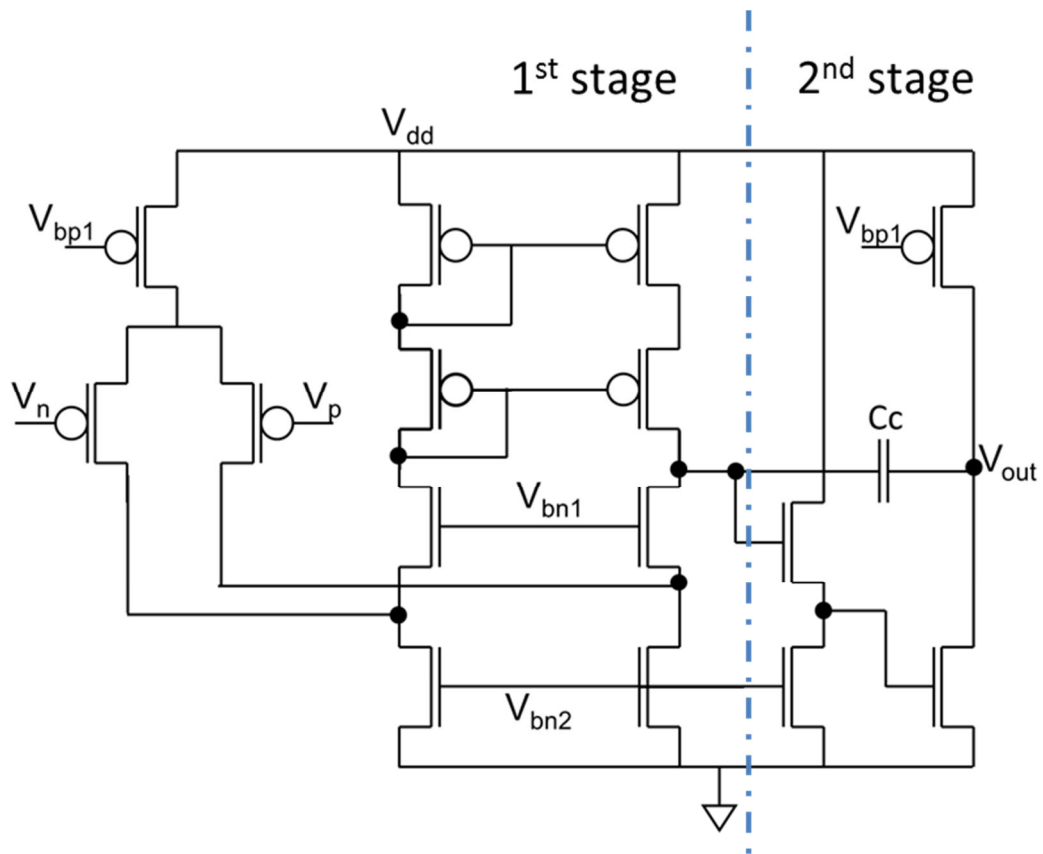 1st stage
2nd stage
Vdd
Vbp1
Vbp1
Vn
Vp
Cc
Vout
Vbn1
Vbn2